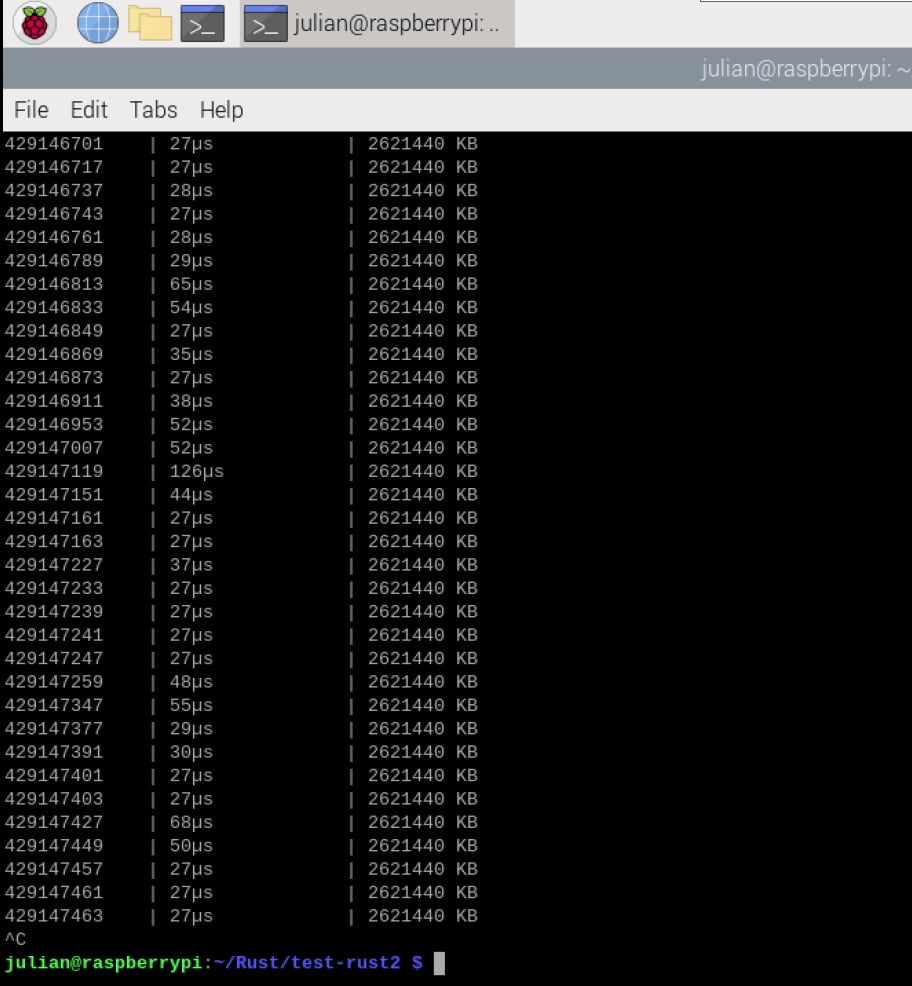 julian@raspberrypi: ..
julian@raspberrypi: ~
File Edit Tabs Help
429146701 | 27µs | 2621440 KB
429146717 | 27µs | 2621440 KB
429146737 | 28µs | 2621440 KB
429146743 | 27µs | 2621440 KB
429146761 | 28µs | 2621440 KB
429146789 | 29µs | 2621440 KB
429146813 | 65µs | 2621440 KB
429146833 | 54µs | 2621440 KB
429146849 | 27µs | 2621440 KB
429146869 | 35µs | 2621440 KB
429146873 | 27µs | 2621440 KB
429146911 | 38µs | 2621440 KB
429146953 | 52µs | 2621440 KB
429147007 | 52µs | 2621440 KB
429147119 | 126µs | 2621440 KB
429147151 | 44µs | 2621440 KB
429147161 | 27µs | 2621440 KB
429147163 | 27µs | 2621440 KB
429147227 | 37µs | 2621440 KB
429147233 | 27µs | 2621440 KB
429147239 | 27µs | 2621440 KB
429147241 | 27µs | 2621440 KB
429147247 | 27µs | 2621440 KB
429147259 | 48µs | 2621440 KB
429147347 | 55µs | 2621440 KB
429147377 | 29µs | 2621440 KB
429147391 | 30µs | 2621440 KB
429147401 | 27µs | 2621440 KB
429147403 | 27µs | 2621440 KB
429147427 | 68µs | 2621440 KB
429147449 | 50µs | 2621440 KB
429147457 | 27µs | 2621440 KB
429147461 | 27µs | 2621440 KB
429147463 | 27µs | 2621440 KB
^C
julian@raspberrypi:~/Rust/test-rust2 $